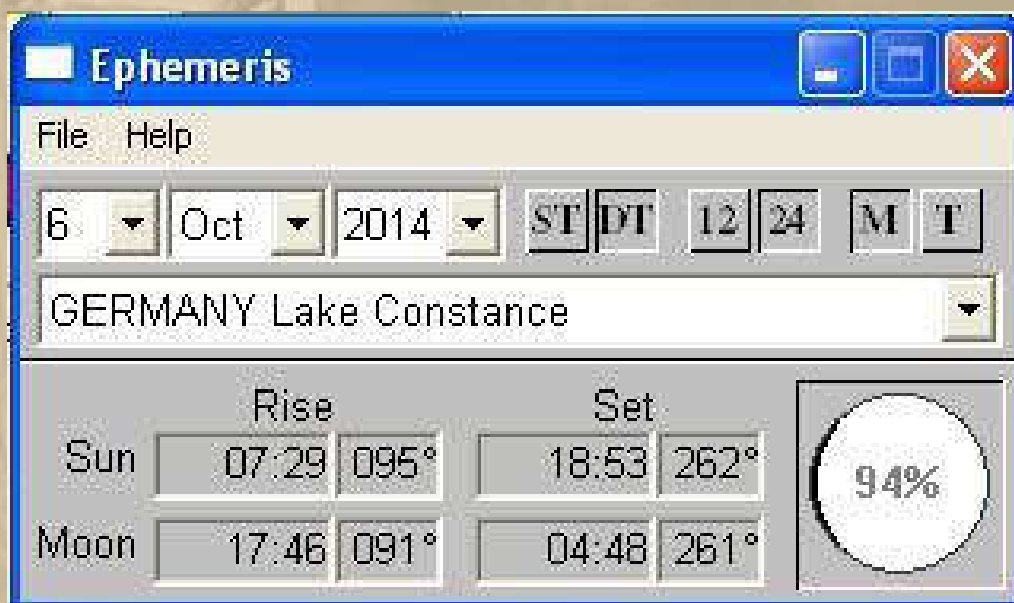 Ephemeris
File Help
6 Oct 2014 ST DT 12 24 M T
GERMANY Lake Constance
Rise Set
Sun 07:29 095° 18:53 262°
94%
Moon 17:46 091° 04:48 261°